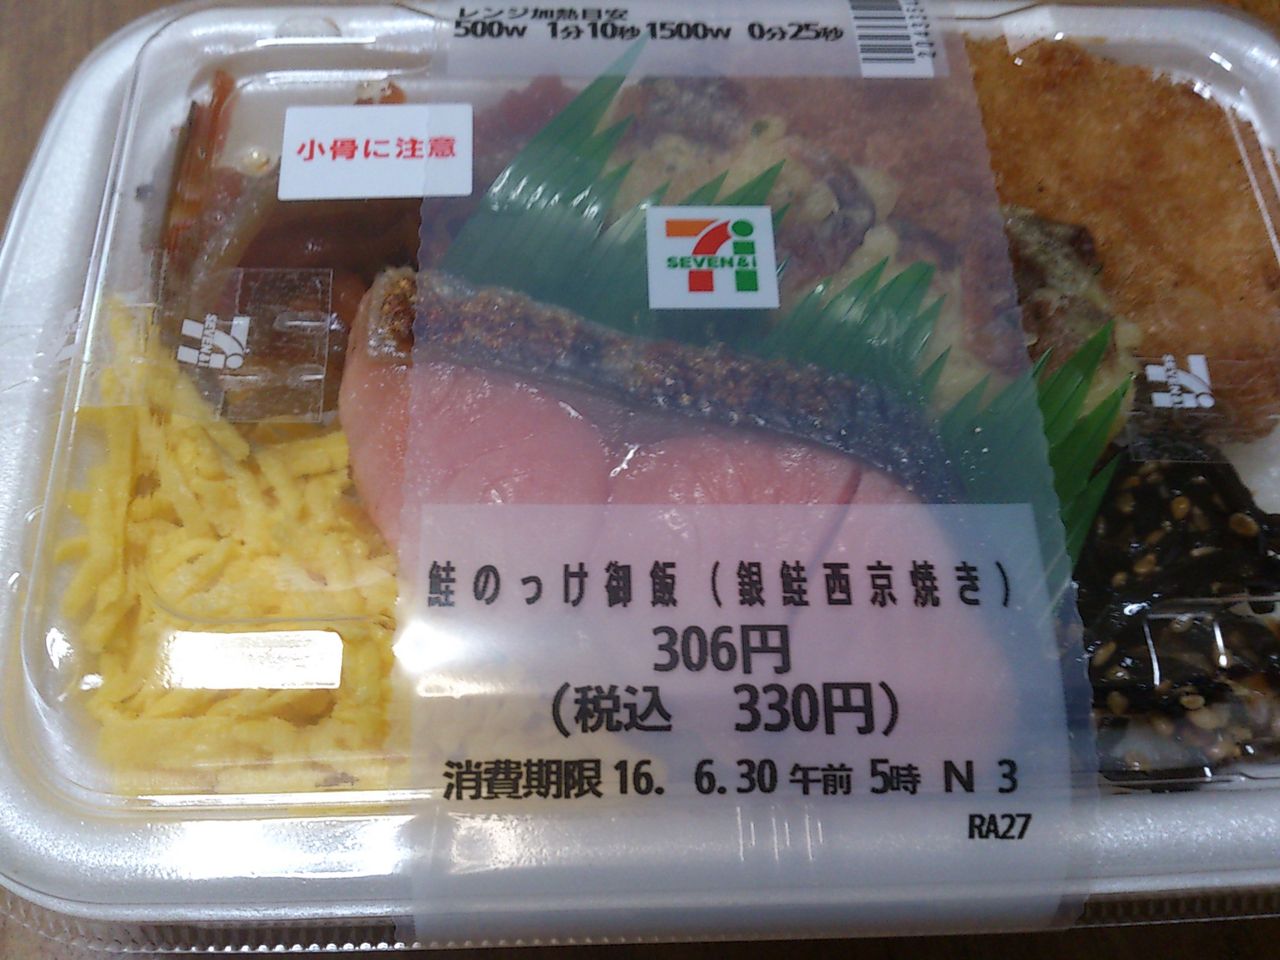 レンジ加熱目安
500w 1分10秒 1500w 0分25秒
小骨に注意
SEVEN&i
SEVEN&i
鮭のっけ御飯(銀鮭西京焼き)
306円
(税込 330円)
消費期限 16. 6.30 午前 5時 N 3
RA27